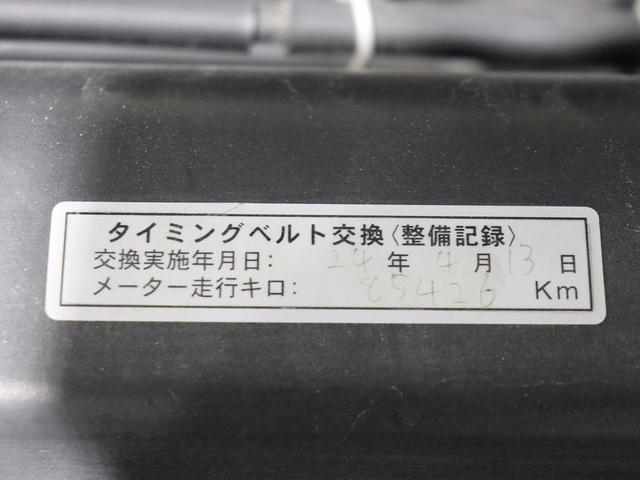 タイミングベルト交換〈整備記録〉
交換実施年月日: 24 年 4 月 13 日
メーター走行キロ: 85426 Km